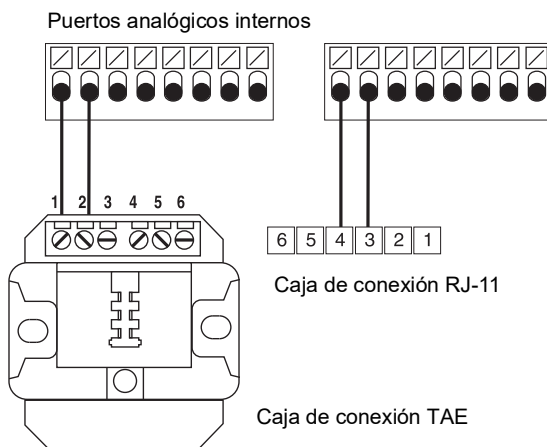 Puertos analógicos internos
1 2 3 4 5 6
6 5 4 3 2 1
Caja de conexión RJ-11
Caja de conexión TAE